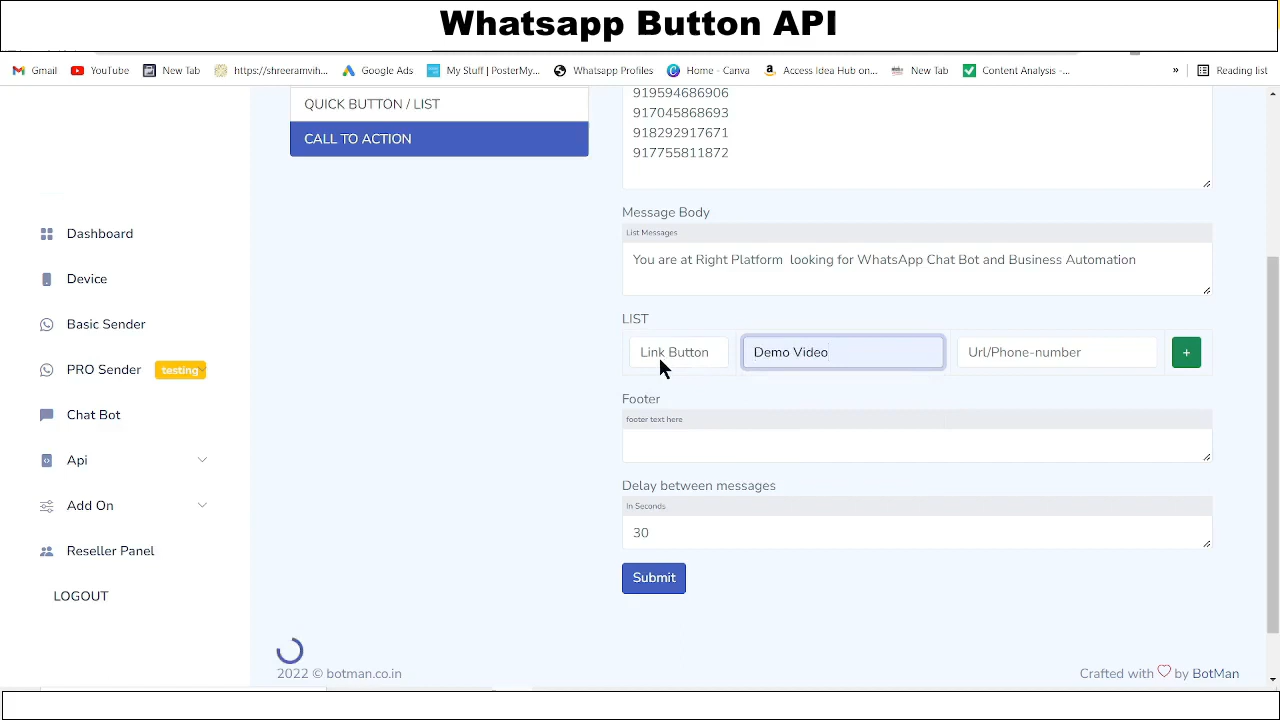 Whatsapp Button API
Gmail YouTube New Tab https://shreeramvih... Google Ads My Stuff | PosterMy... Whatsapp Profiles Home - Canva Access Idea Hub on... New Tab Content Analysis -... » Reading list
QUICK BUTTON / LIST
CALL TO ACTION
919594686906
917045868693
918292917671
917755811872
Message Body
List Messages
You are at Right Platform looking for WhatsApp Chat Bot and Business Automation
LIST
Link Button Demo Video Url/Phone-number +
Footer
footer text here
Delay between messages
In Seconds
30
Submit
Dashboard
Device
Basic Sender
PRO Sender testing
Chat Bot
Api
Add On
Reseller Panel
LOGOUT
2022 © botman.co.in
Crafted with ♡ by BotMan